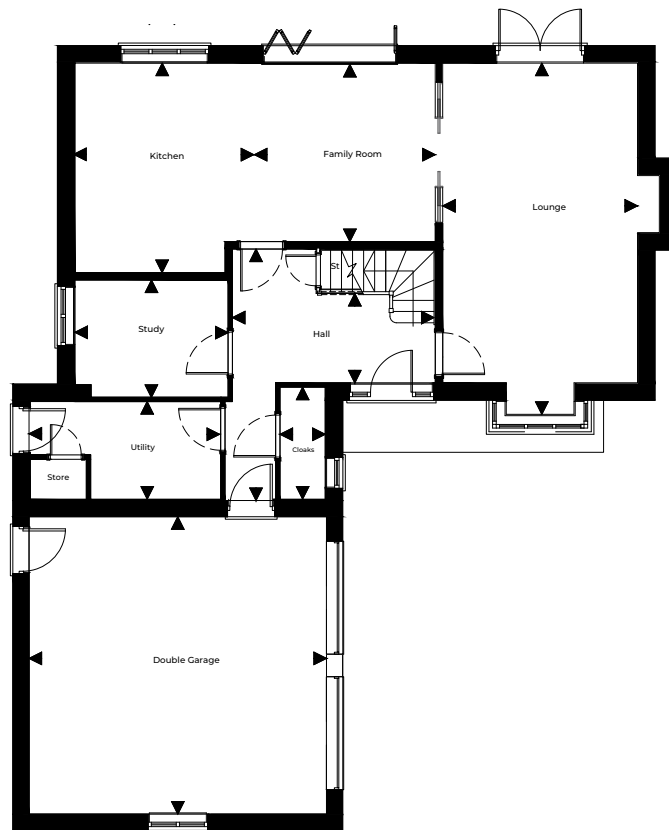 Kitchen
Family Room
Lounge
St
Study
Hall
Utility
Cloaks
Store
Double Garage